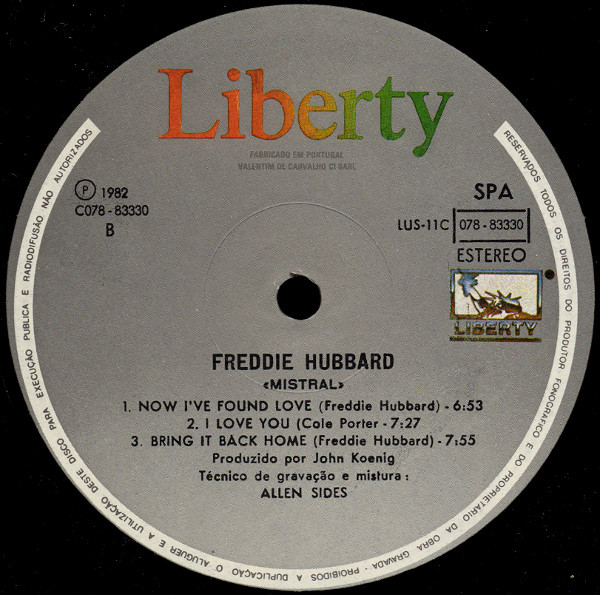 Liberty
FABRICADO EM PORTUGAL
VALENTIM DE CARVALHO CI SARL
Ⓟ 1982
C078 - 83330
B
SPA
LUS-11C 078 - 83330
ESTEREO
LIBERTY
FREDDIE HUBBARD
«MISTRAL»
1. NOW I'VE FOUND LOVE (Freddie Hubbard) - 6:53
2. I LOVE YOU (Cole Porter - 7:27
3. BRING IT BACK HOME (Freddie Hubbard) - 7:55
Produzido por John Koenig
Técnico de gravação e mistura :
ALLEN SIDES
RESERVADOS TODOS OS DIREITOS DO PRODUTOR FONOGRAFICO E DO PROPRIETARIO DA OBRA GRAVADA - PROIBIDOS A DUPLICAÇÃO O ALUGUER E A UTILIZAÇÃO DESTE DISCO PARA EXECUÇÃO PUBLICA E RADIODIFUSÃO NÃO AUTORIZADOS